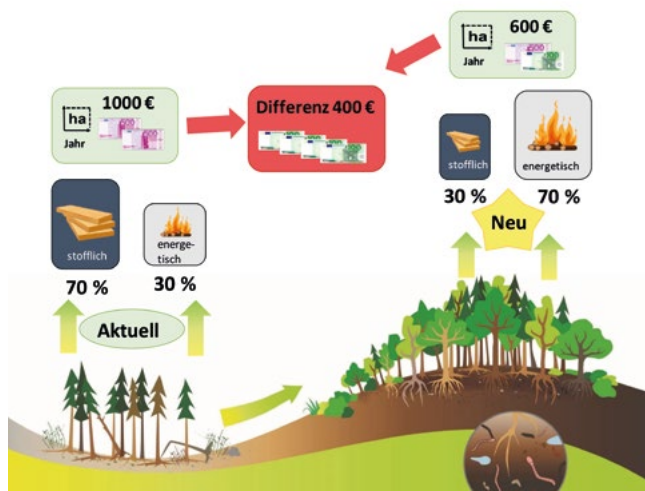 ha
Jahr
600 €
ha
Jahr
1000 €
Differenz 400 €
stofflich
energetisch
30 %
70 %
Neu
stofflich
energe-
tisch
70 %
30 %
Aktuell